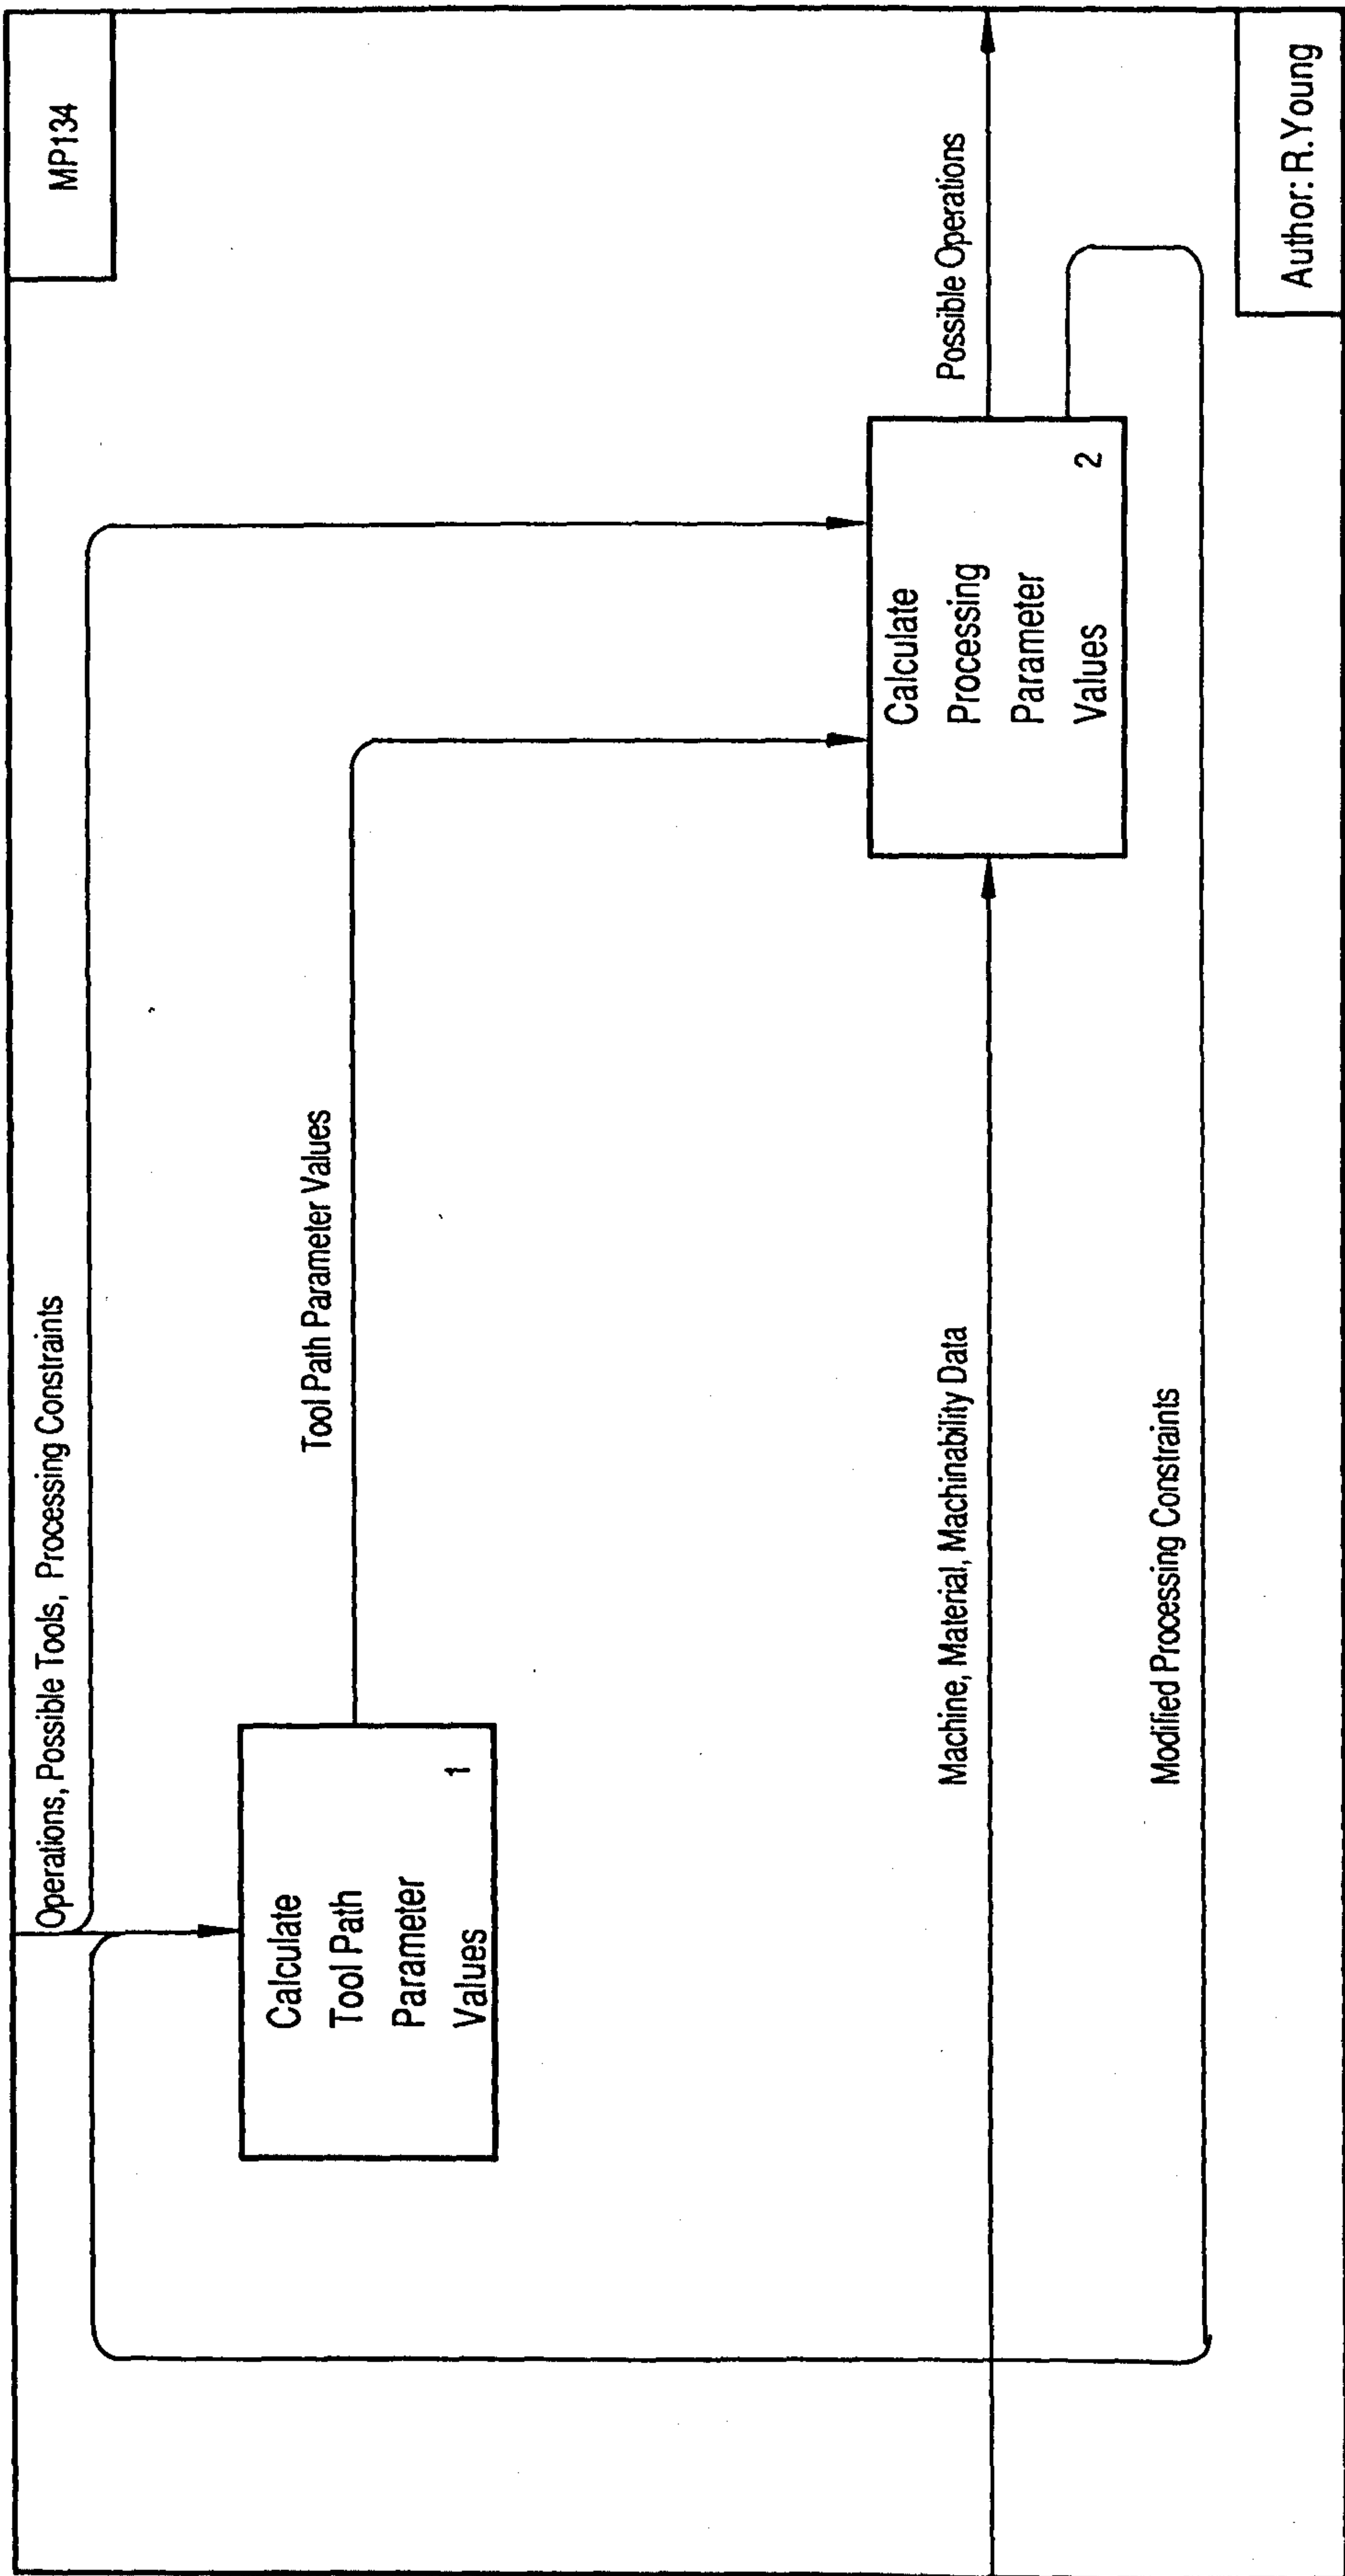 MP134
Operations, Possible Tools, Processing Constraints
Calculate
Tool Path
Parameter
Values
1
Tool Path Parameter Values
Calculate
Processing
Parameter
Values
2
Possible Operations
Machine, Material, Machinability Data
Modified Processing Constraints
Author: R.Young